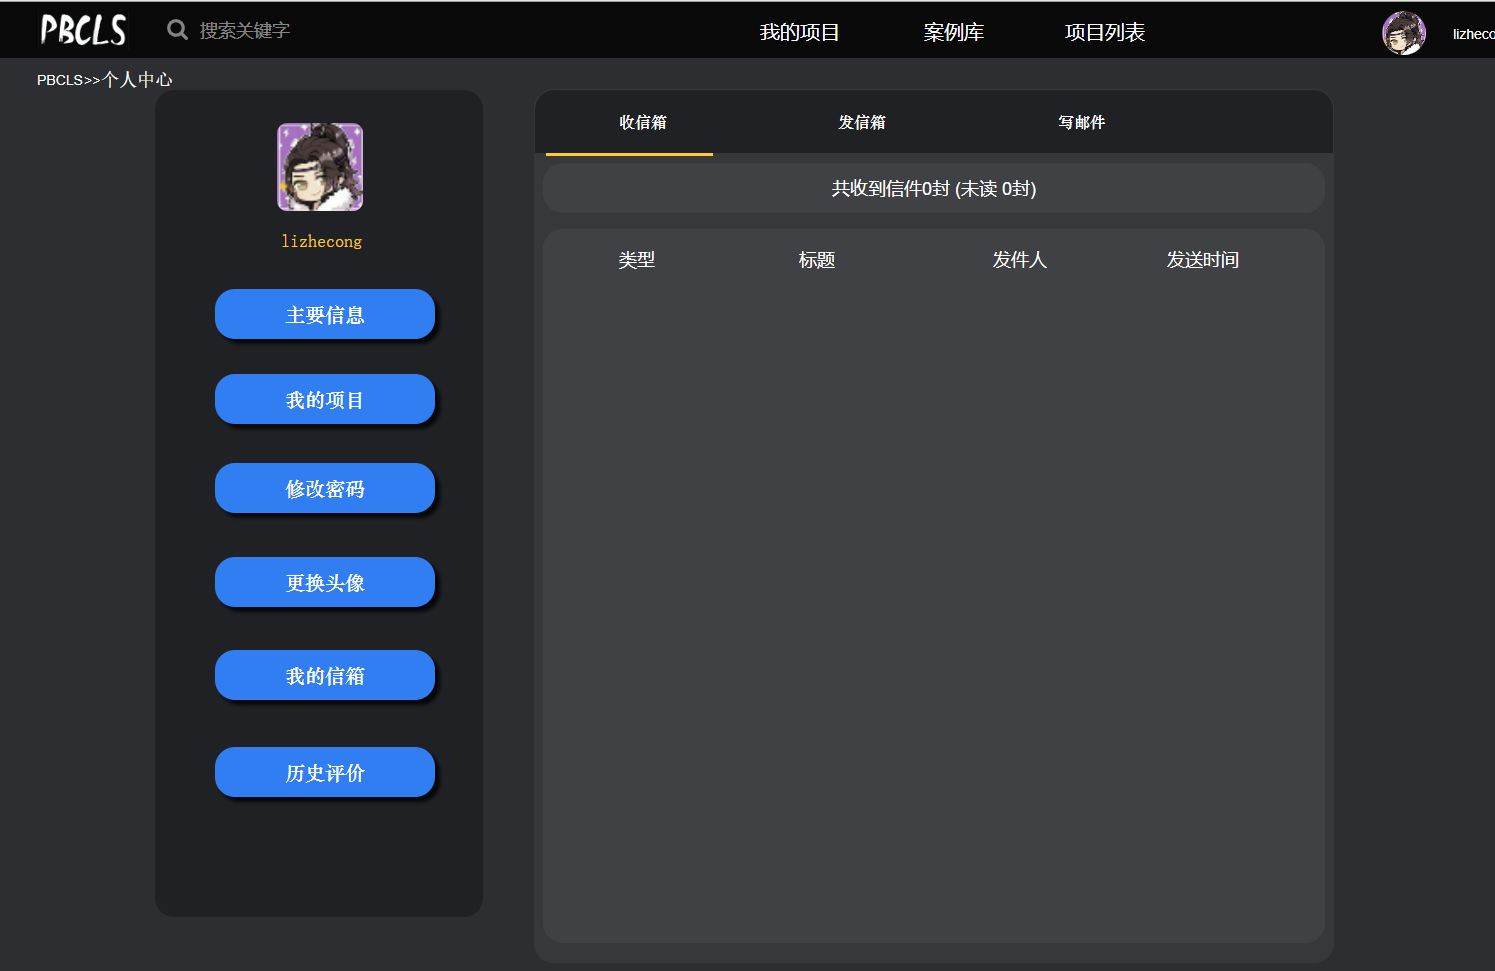 PBCLS 搜索关键字 我的项目 案例库 项目列表 lizheco
PBCLS>>个人中心
lizhecong
主要信息
我的项目
修改密码
更换头像
我的信箱
历史评价
收信箱 发信箱 写邮件
共收到信件0封 (未读 0封)
类型 标题 发件人 发送时间